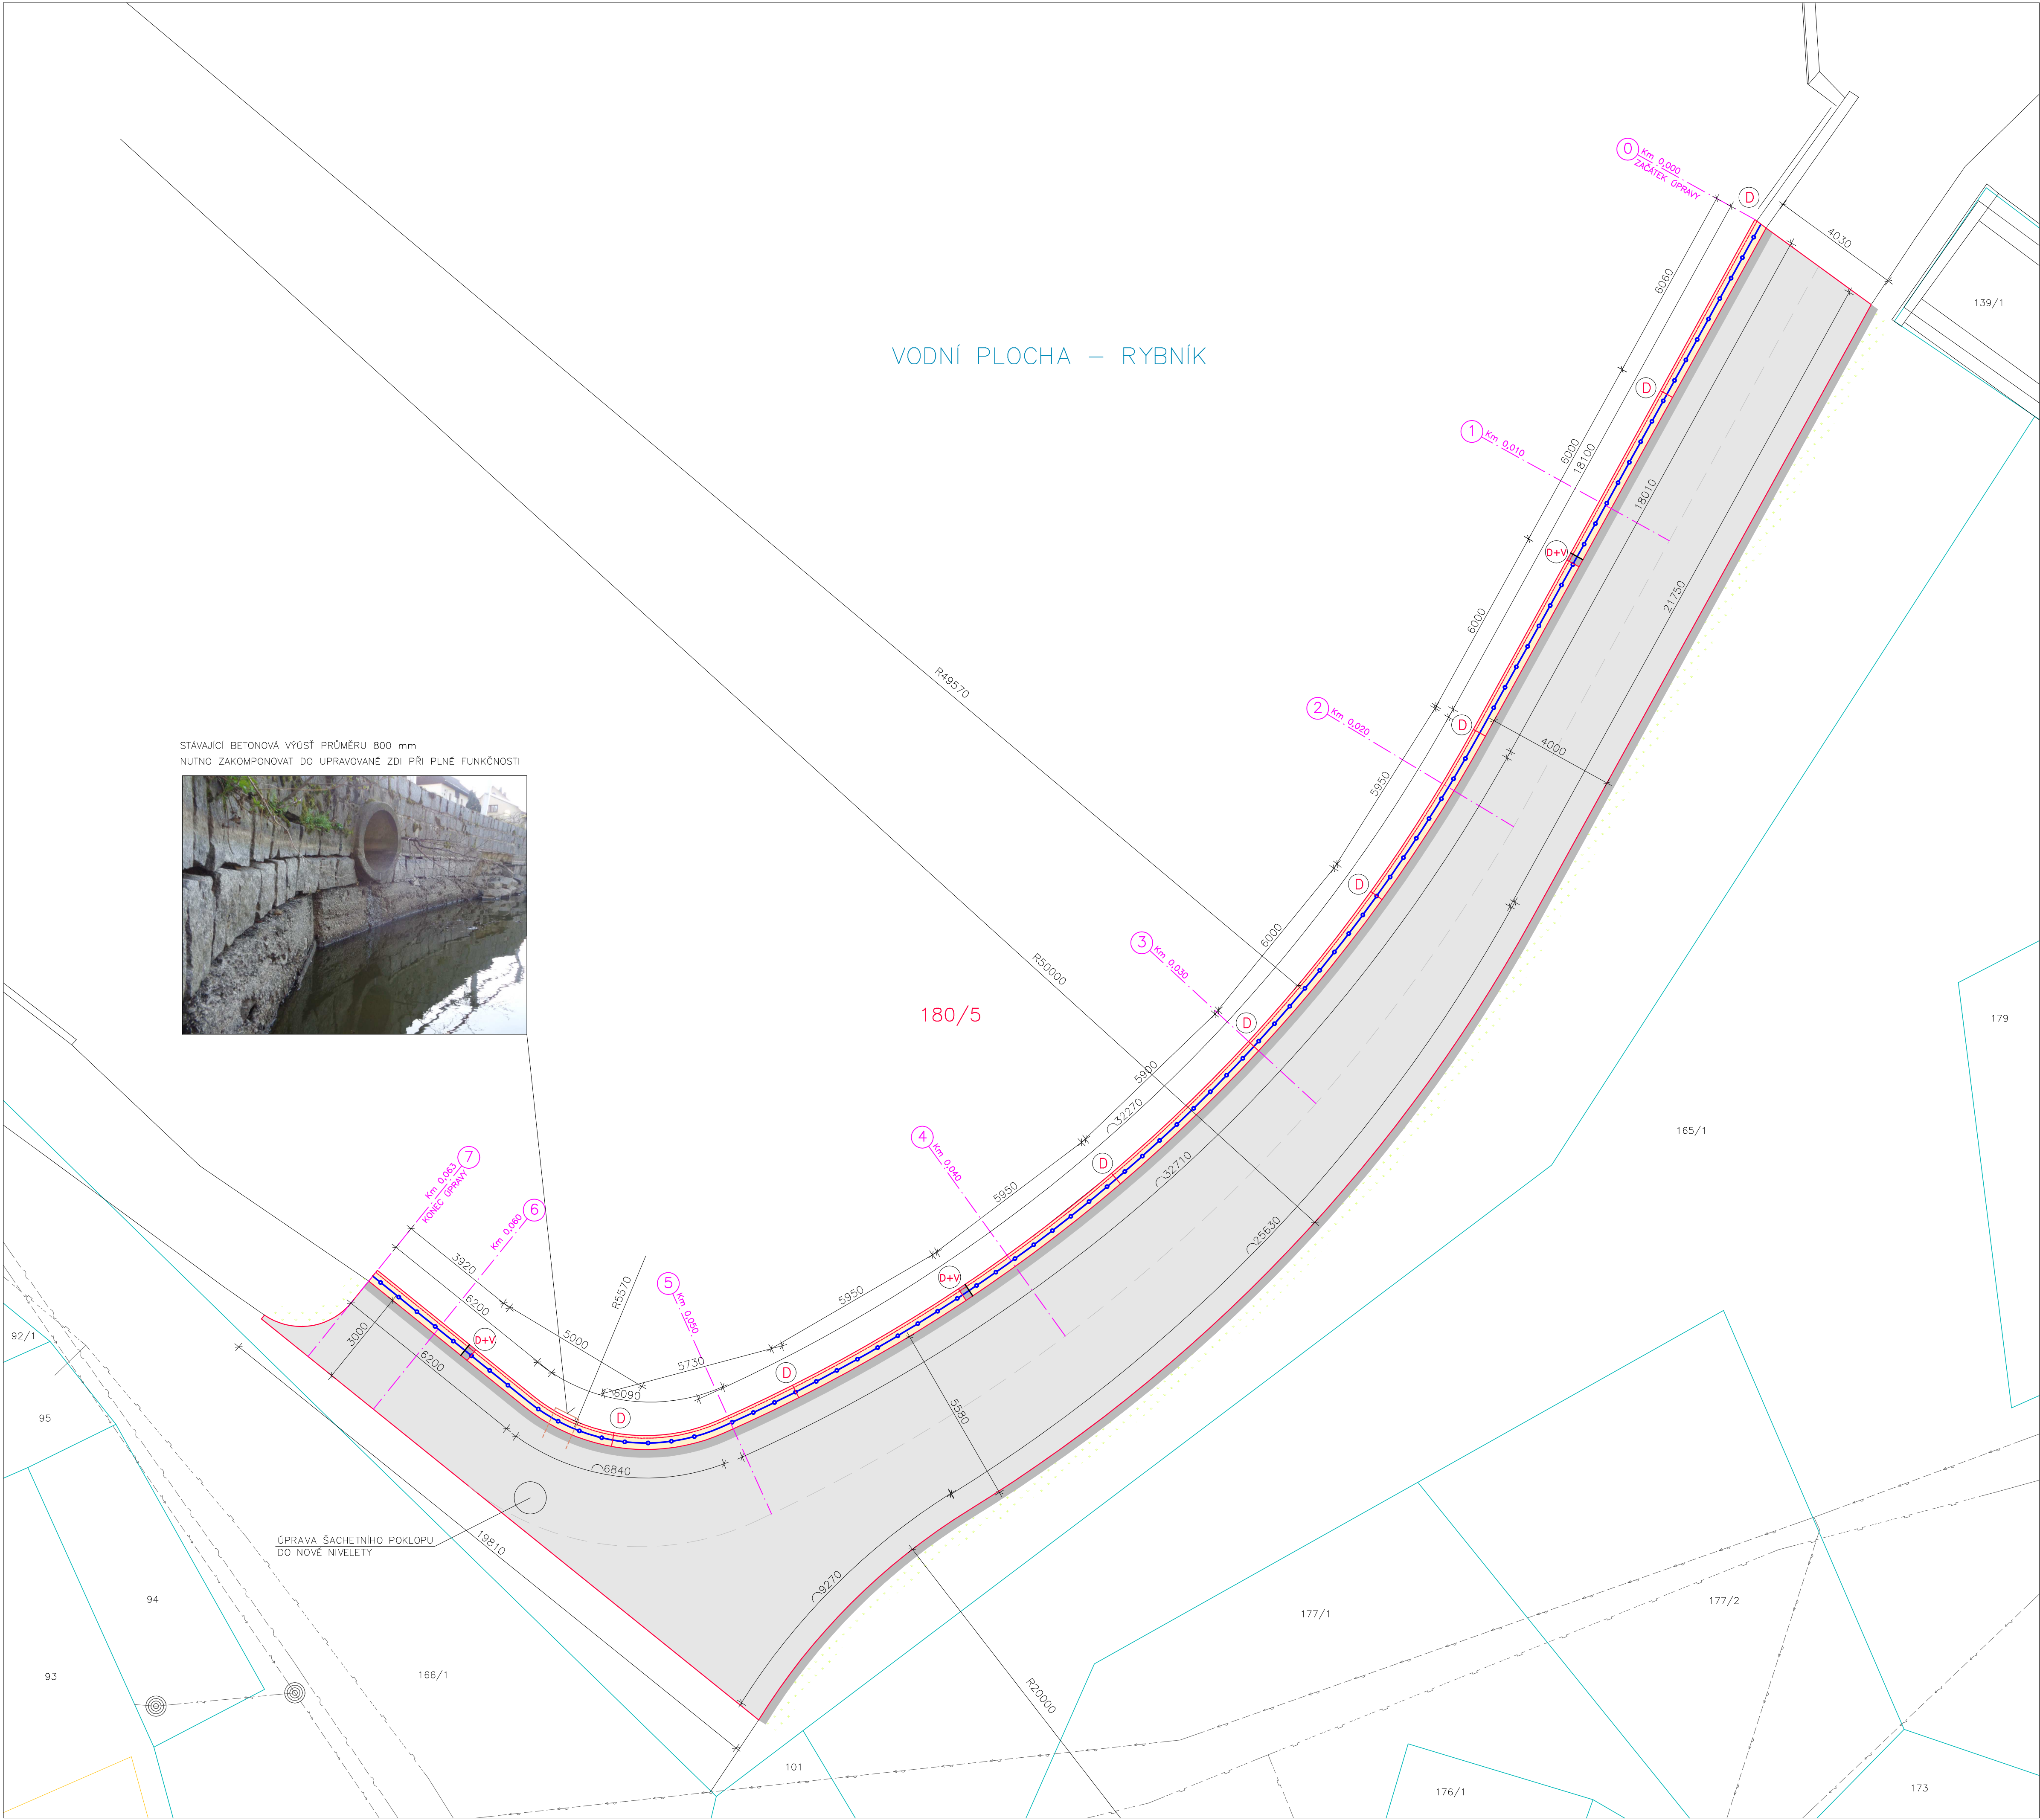 0
Km 0,000
ZAČÁTEK ÚPRAVY
D
4030
139/1
6060
VODNÍ PLOCHA – RYBNÍK
D
1
Km 0,010
6000
18100
18010
D+V
21750
6000
R49570
2
Km 0,020
D
4000
STÁVAJÍCÍ BETONOVÁ VÝÚSŤ PRŮMĚRU 800 mm
NUTNO ZAKOMPONOVAT DO UPRAVOVANÉ ZDI PŘI PLNÉ FUNKČNOSTI
5950
D
6000
3
Km 0,030
R50000
180/5
D
179
5900
32270
165/1
4
Km 0,040
D
32710
7
Km 0,063
KONEC ÚPRAVY
5950
6
Km 0,060
25630
3920
R5570
5
Km 0,050
D+V
6200
5950
3000
D+V
5000
5730
92/1
6200
6090
D
5580
95
D
6840
ÚPRAVA ŠACHETNÍHO POKLOPU
DO NOVÉ NIVELETY
19810
9270
94
177/1
177/2
93
166/1
R20000
101
176/1
173